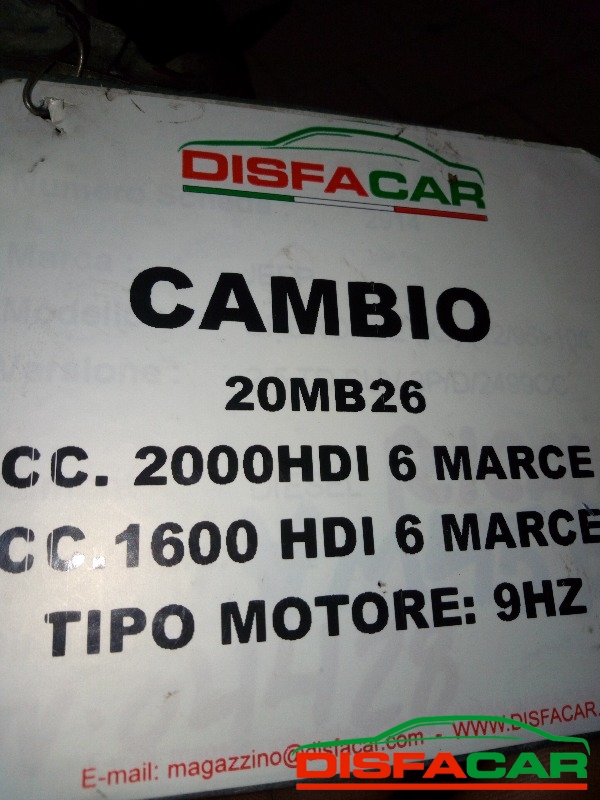 DISFACAR
Marca :
CAMBIO
20MB26
CC. 2000HDI 6 MARCE
CC.1600 HDI 6 MARCE
TIPO MOTORE: 9HZ
E-mail: magazzino@disfacar.com - WWW.DISFACAR.
DISFACAR